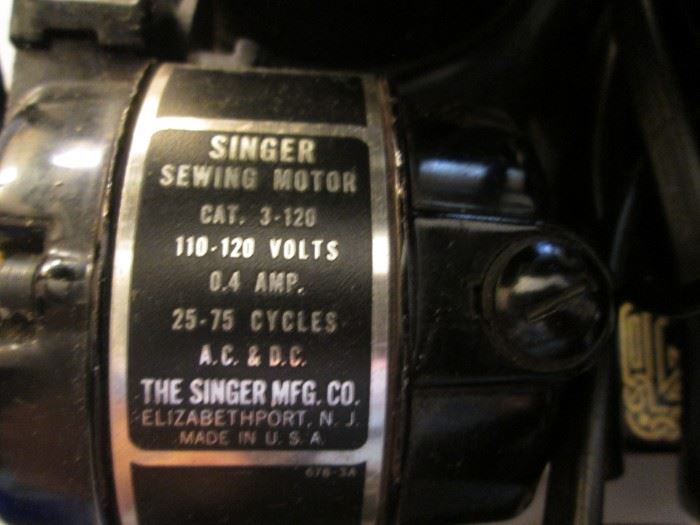 SINGER
SEWING MOTOR
CAT. 3-120
110-120 VOLTS
0.4 AMP.
25-75 CYCLES
A.C. & D.C.
THE SINGER MFG. CO.
ELIZABETHPORT, N. J.
MADE IN U. S. A.
678-3A